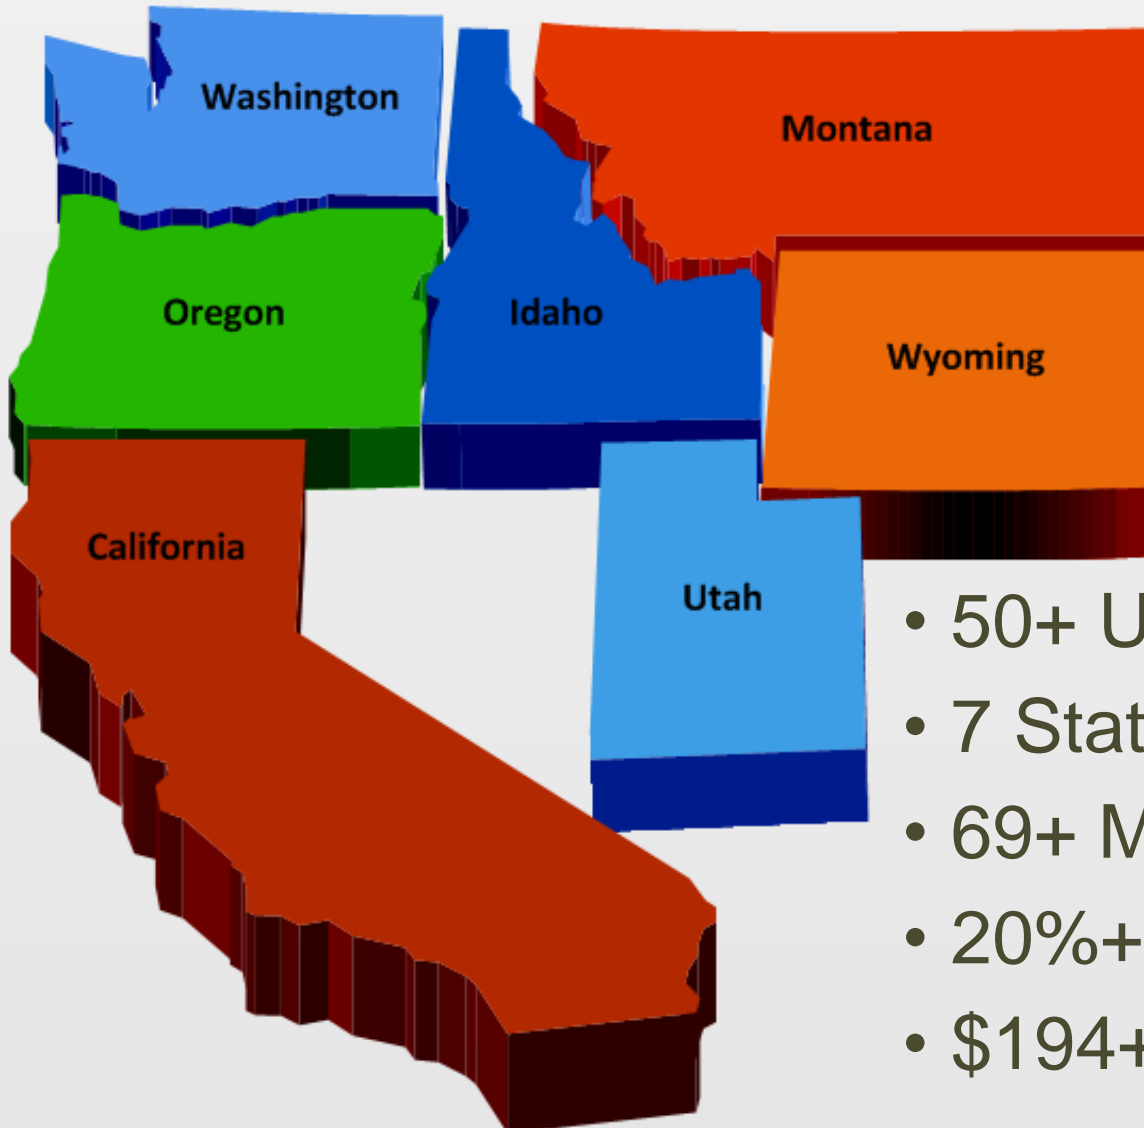 Washington
Montana
Oregon
Idaho
Wyoming
California
Utah
• 50+ U
• 7 Stat
• 69+ M
• 20%+
• $194+